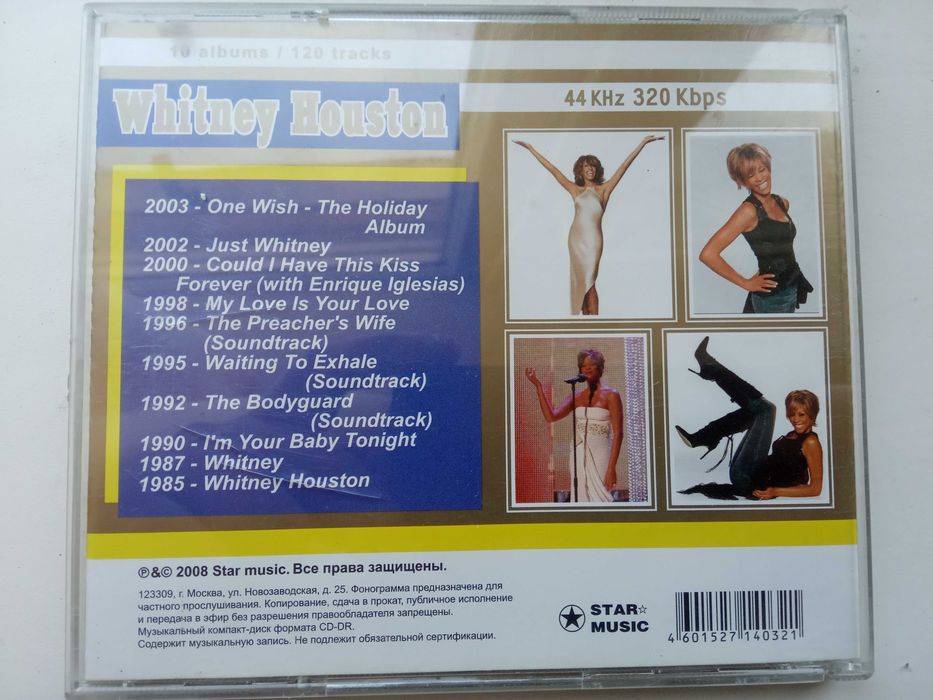 10 albums / 120 tracks
Whitney Houston
44 KHz 320 Kbps
2003 - One Wish - The Holiday
Album
2002 - Just Whitney
2000 - Could I Have This Kiss
Forever (with Enrique Iglesias)
1998 - My Love Is Your Love
1996 - The Preacher's Wife
(Soundtrack)
1995 - Waiting To Exhale
(Soundtrack)
1992 - The Bodyguard
(Soundtrack)
1990 - I'm Your Baby Tonight
1987 - Whitney
1985 - Whitney Houston
℗&© 2008 Star music. Все права защищены.
123309, г. Москва, ул. Новозаводская, д. 25. Фонограмма предназначена для
частного прослушивания. Копирование, сдача в прокат, публичное исполнение
и передача в эфир без разрешения правообладателя запрещены.
Музыкальный компакт-диск формата CD-DR.
Содержит музыкальную запись. Не подлежит обязательной сертификации.
STAR☆
MUSIC
4 601527 140321